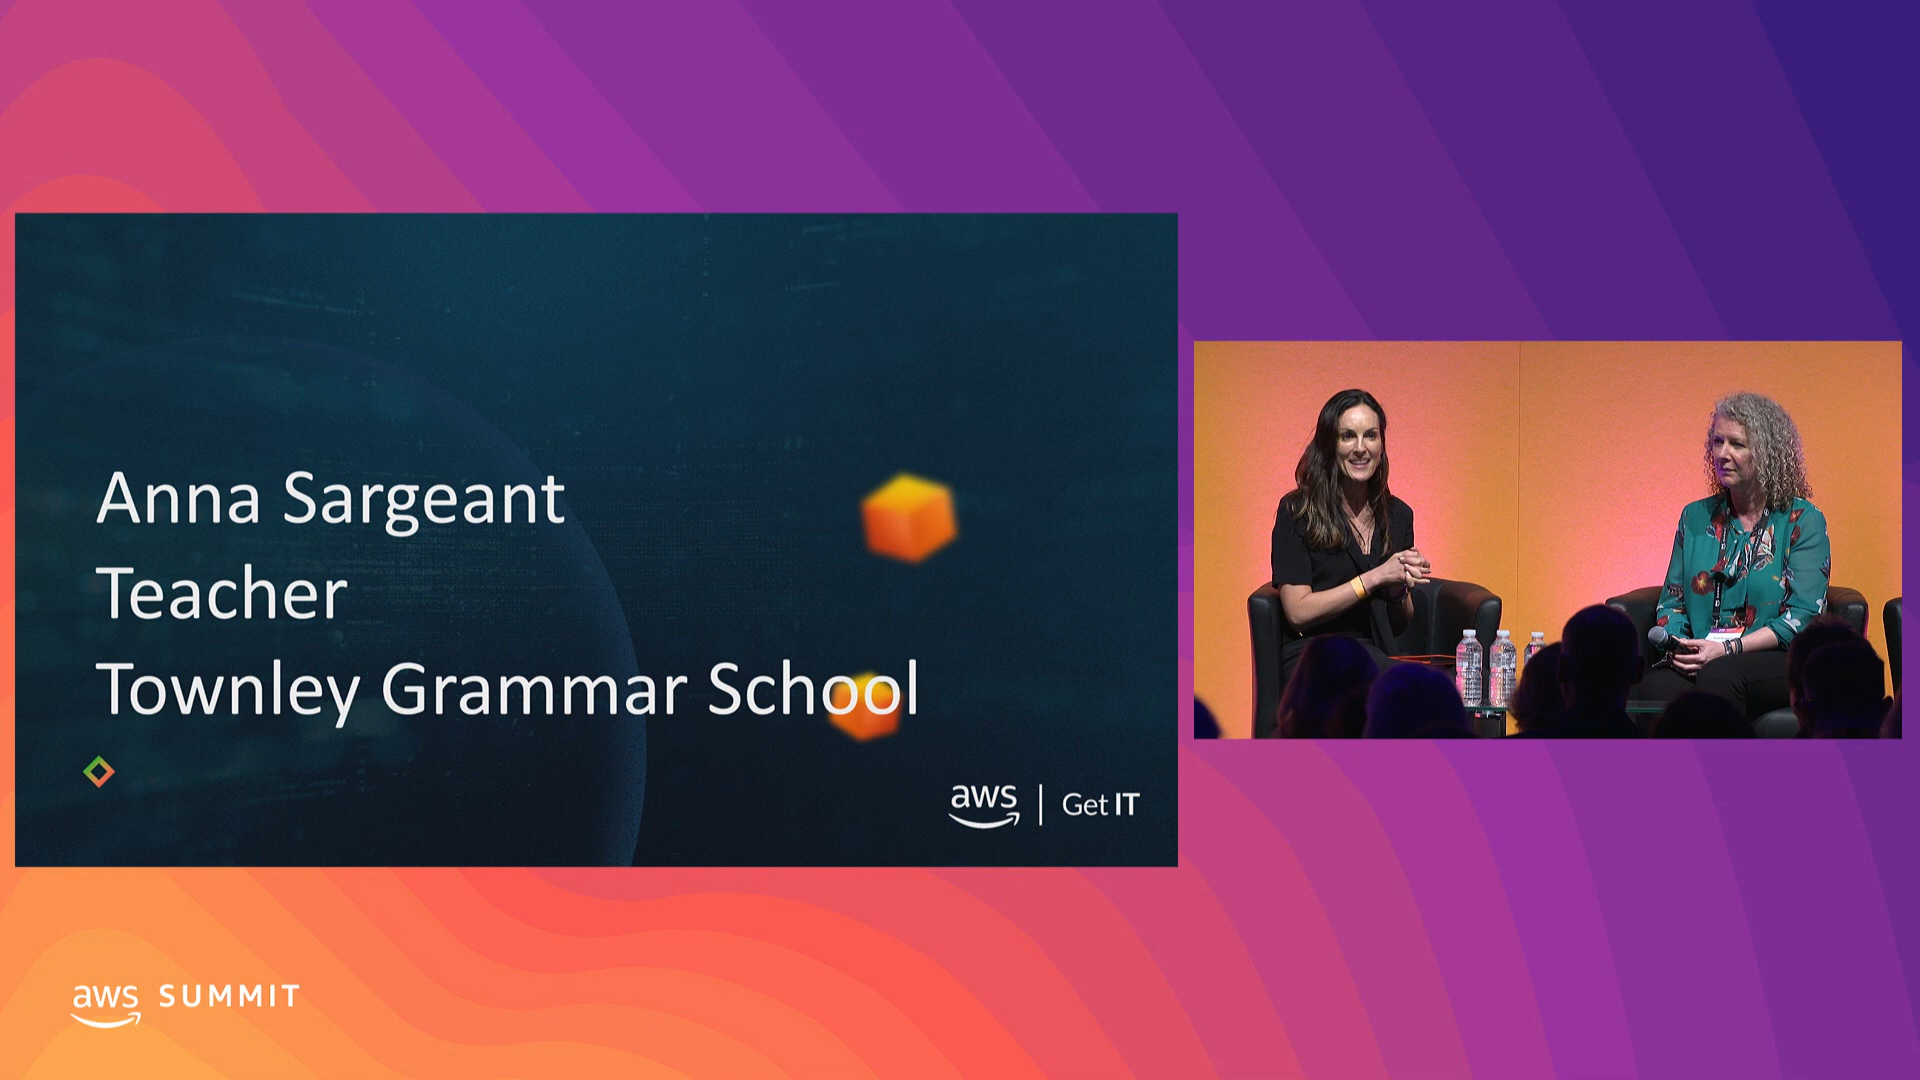 Anna Sargeant
Teacher
Townley Grammar School
aws | Get IT
aws SUMMIT